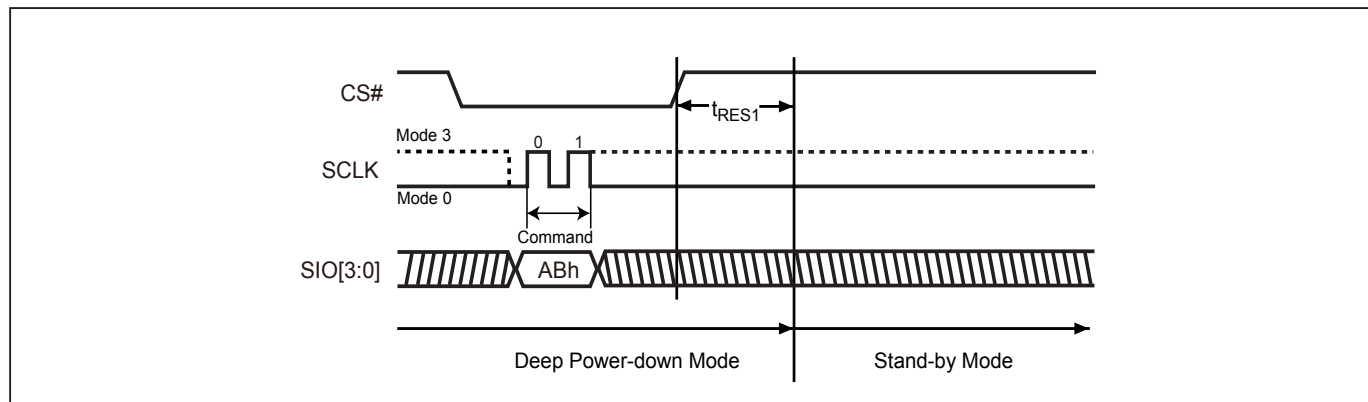 CS#
tRES1
Mode 3
0 1
SCLK
Mode 0
Command
SIO[3:0]
ABh
Deep Power-down Mode
Stand-by Mode